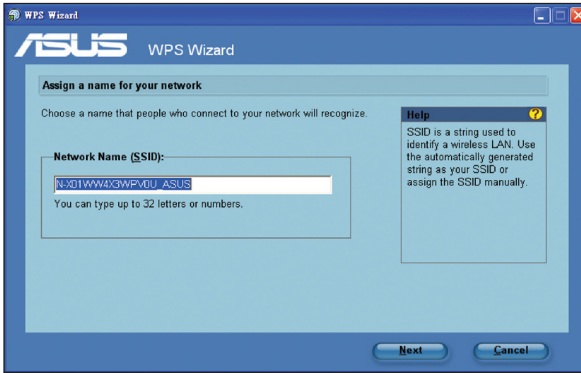 WPS Wizard
ASUS WPS Wizard
Assign a name for your network
Choose a name that people who connect to your network will recognize.
Network Name (SSID):
N-X01WW4X3WPV0U_ASUS
You can type up to 32 letters or numbers.
Help
SSID is a string used to
identify a wireless LAN. Use
the automatically generated
string as your SSID or
assign the SSID manually.
Next
Cancel